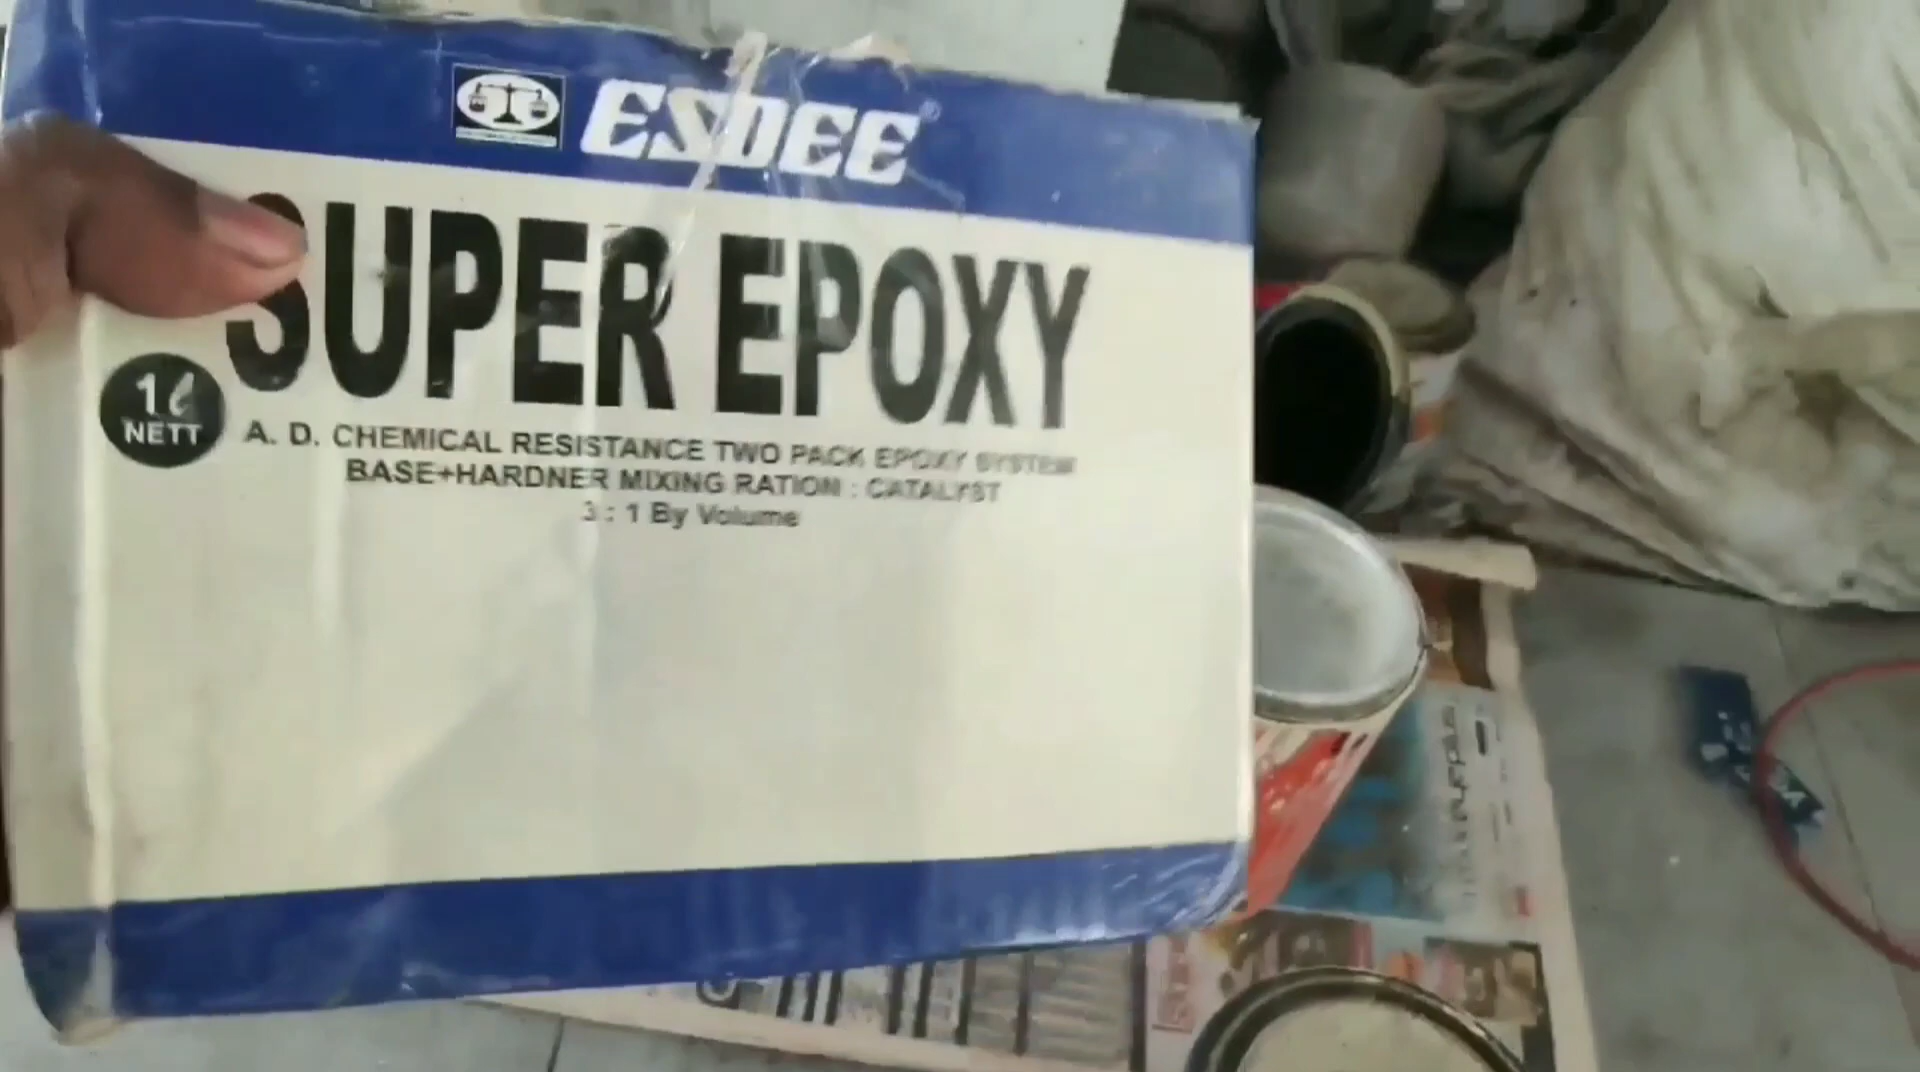 ESDEE®
SUPER EPOXY
1ℓ
NETT
A. D. CHEMICAL RESISTANCE TWO PACK EPOXY SYSTEM
BASE+HARDNER MIXING RATION : CATALYST
3 : 1 By Volume